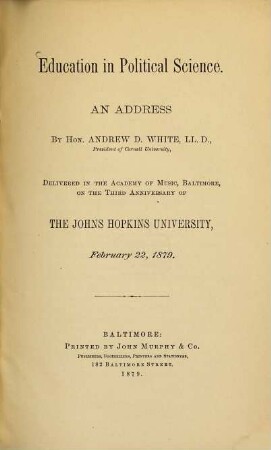 Education in Political Science.
AN ADDRESS
BY HON. ANDREW D. WHITE, LL. D.,
President of Cornell University,
DELIVERED IN THE ACADEMY OF MUSIC, BALTIMORE,
ON THE THIRD ANNIVERSARY OF
THE JOHNS HOPKINS UNIVERSITY,
February 22, 1879.
BALTIMORE:
PRINTED BY JOHN MURPHY & CO.
PUBLISHERS, BOOKSELLERS, PRINTERS AND STATIONERS,
182 BALTIMORE STREET,
1879.